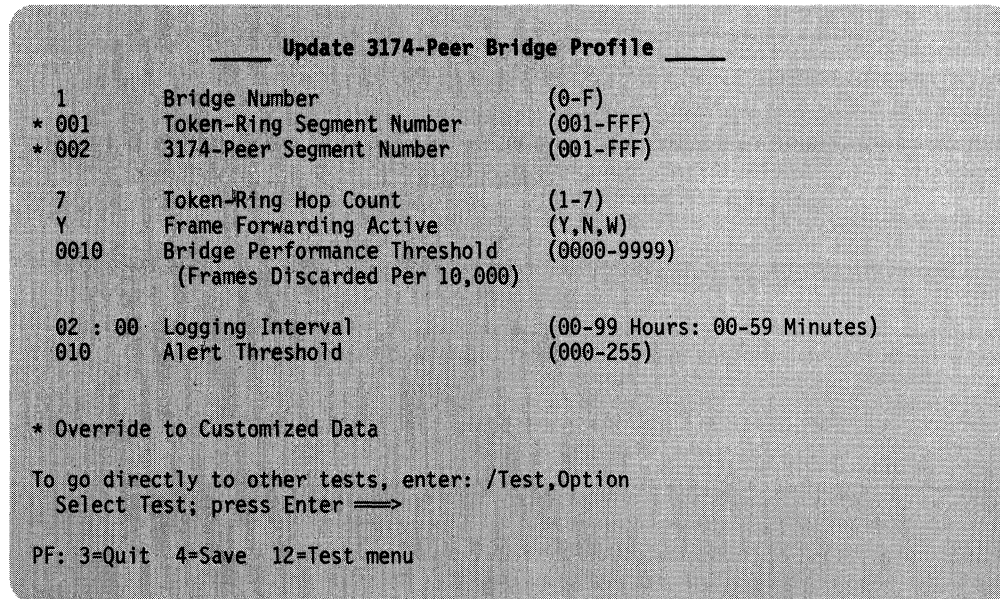 _____ Update 3174-Peer Bridge Profile _____
1 Bridge Number (0-F)
* 001 Token-Ring Segment Number (001-FFF)
* 002 3174-Peer Segment Number (001-FFF)
7 Token-Ring Hop Count (1-7)
Y Frame Forwarding Active (Y,N,W)
0010 Bridge Performance Threshold (0000-9999)
(Frames Discarded Per 10,000)
02 : 00 Logging Interval (00-99 Hours: 00-59 Minutes)
010 Alert Threshold (000-255)
* Override to Customized Data
To go directly to other tests, enter: /Test,Option
Select Test; press Enter ===>
PF: 3=Quit 4=Save 12=Test menu